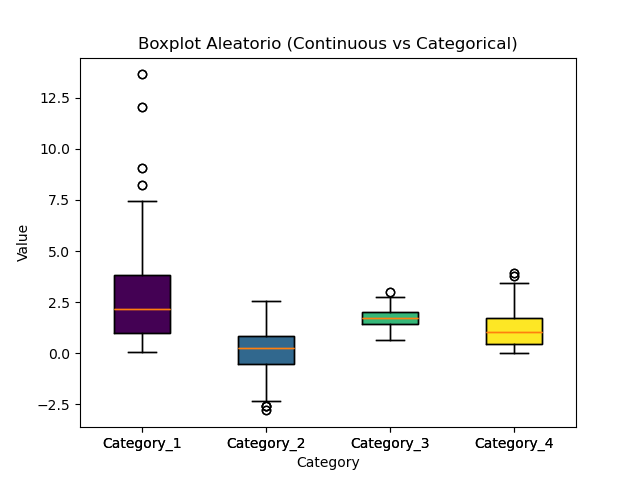 Boxplot Aleatorio (Continuous vs Categorical)
12.5
10.0
7.5
5.0
2.5
0.0
−2.5
Value
Category_1 Category_2 Category_3 Category_4
Category